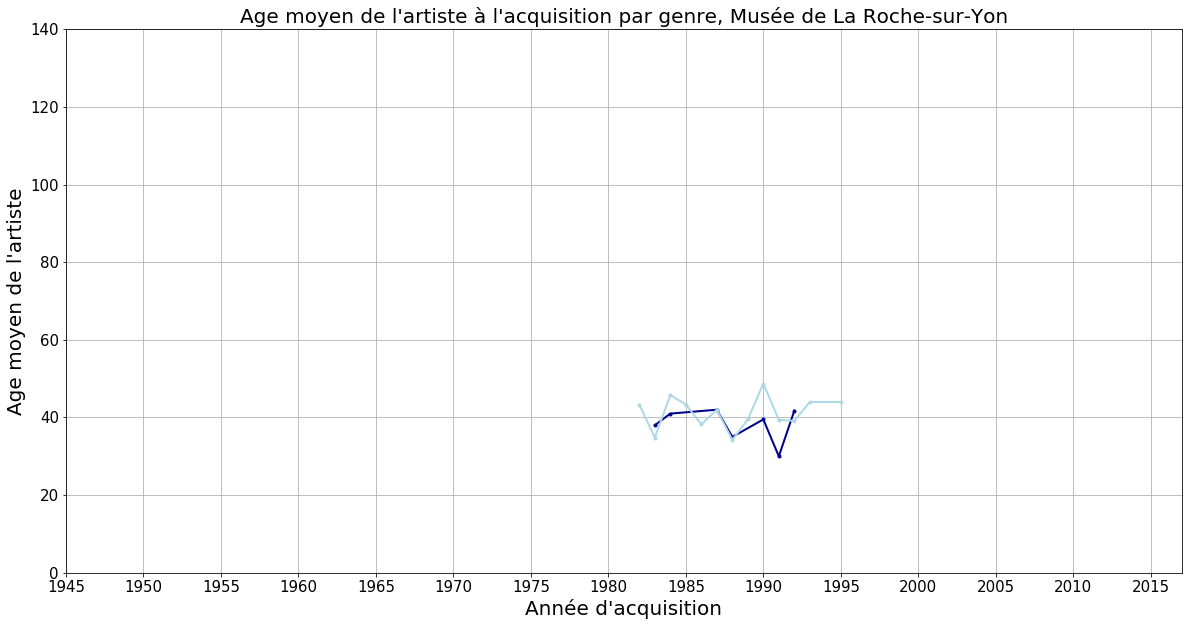 Age moyen de l'artiste à l'acquisition par genre, Musée de La Roche-sur-Yon
140
120
100
80
60
40
20
0
Age moyen de l'artiste
1945 1950 1955 1960 1965 1970 1975 1980 1985 1990 1995 2000 2005 2010 2015
Année d'acquisition